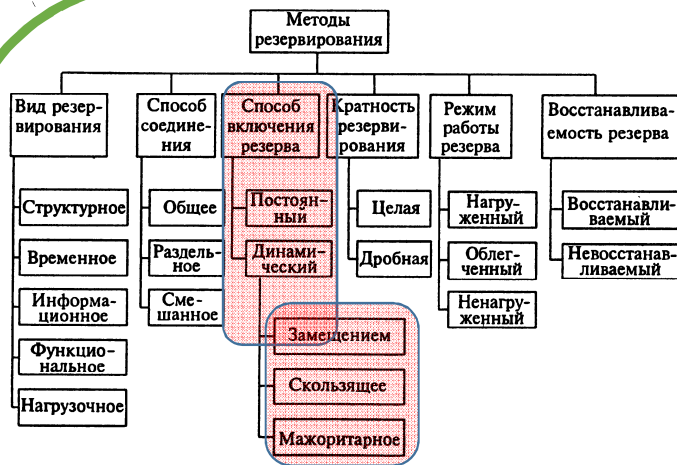 Методы
резервирования
Вид резер-
вирования
Способ
соедине-
ния
Способ
включения
резерва
Кратность
резерви-
рования
Режим
работы
резерва
Восстанавлива-
емость резерва
Структурное
Временное
Информа-
ционное
Функцио-
нальное
Нагрузочное
Общее
Раздель-
ное
Сме-
шанное
Постоян-
ный
Динами-
ческий
Замещением
Скользящее
Мажоритарное
Целая
Дробная
Нагру-
женный
Облег-
ченный
Ненагру-
женный
Восстанавли-
ваемый
Невосстанав-
ливаемый